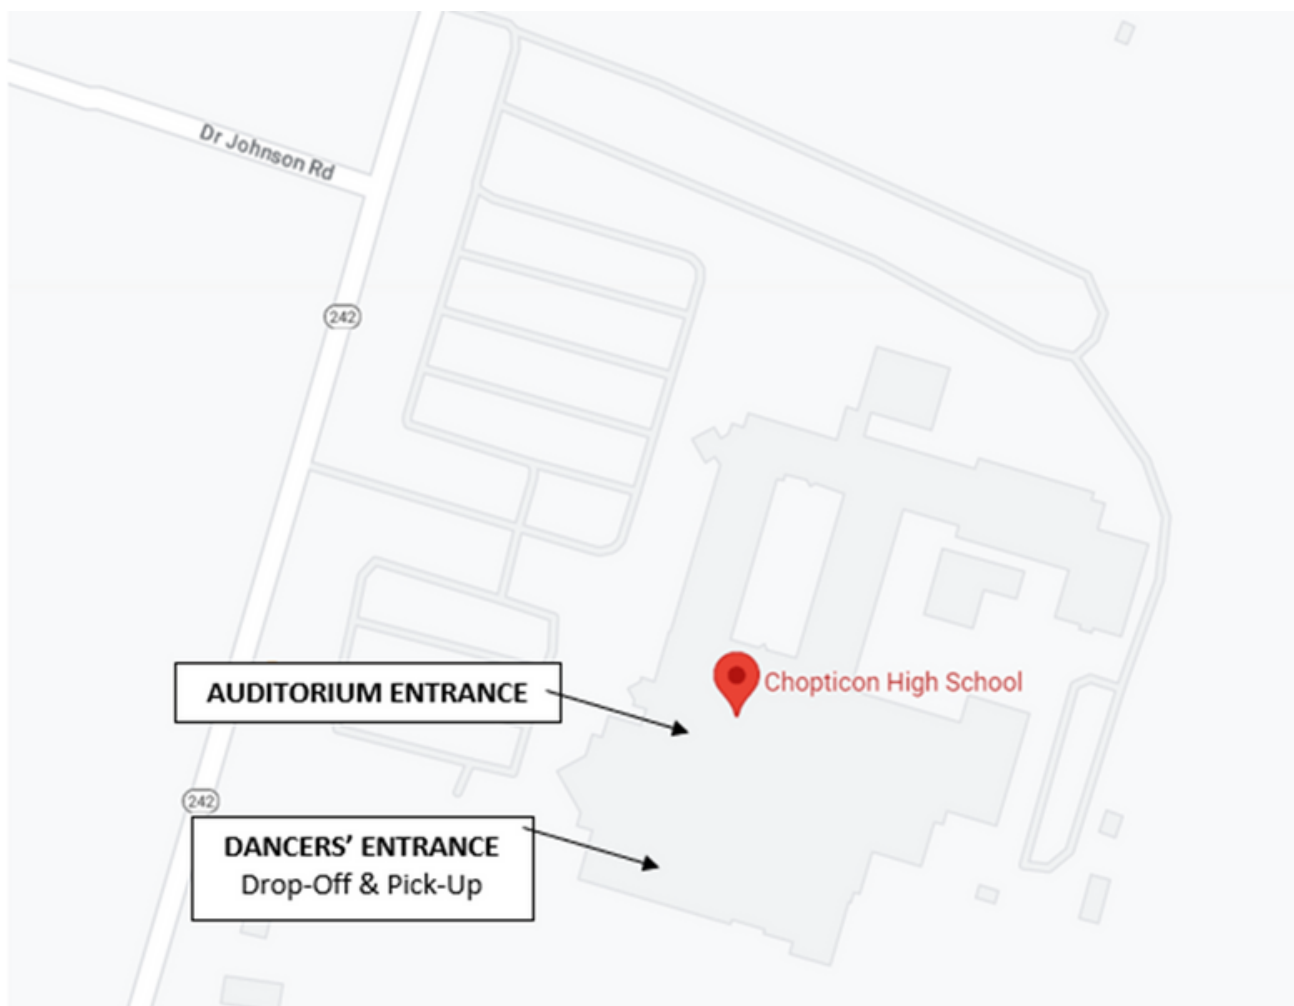 Dr Johnson Rd
242
AUDITORIUM ENTRANCE
Chopticon High School
242
DANCERS’ ENTRANCE
Drop-Off & Pick-Up